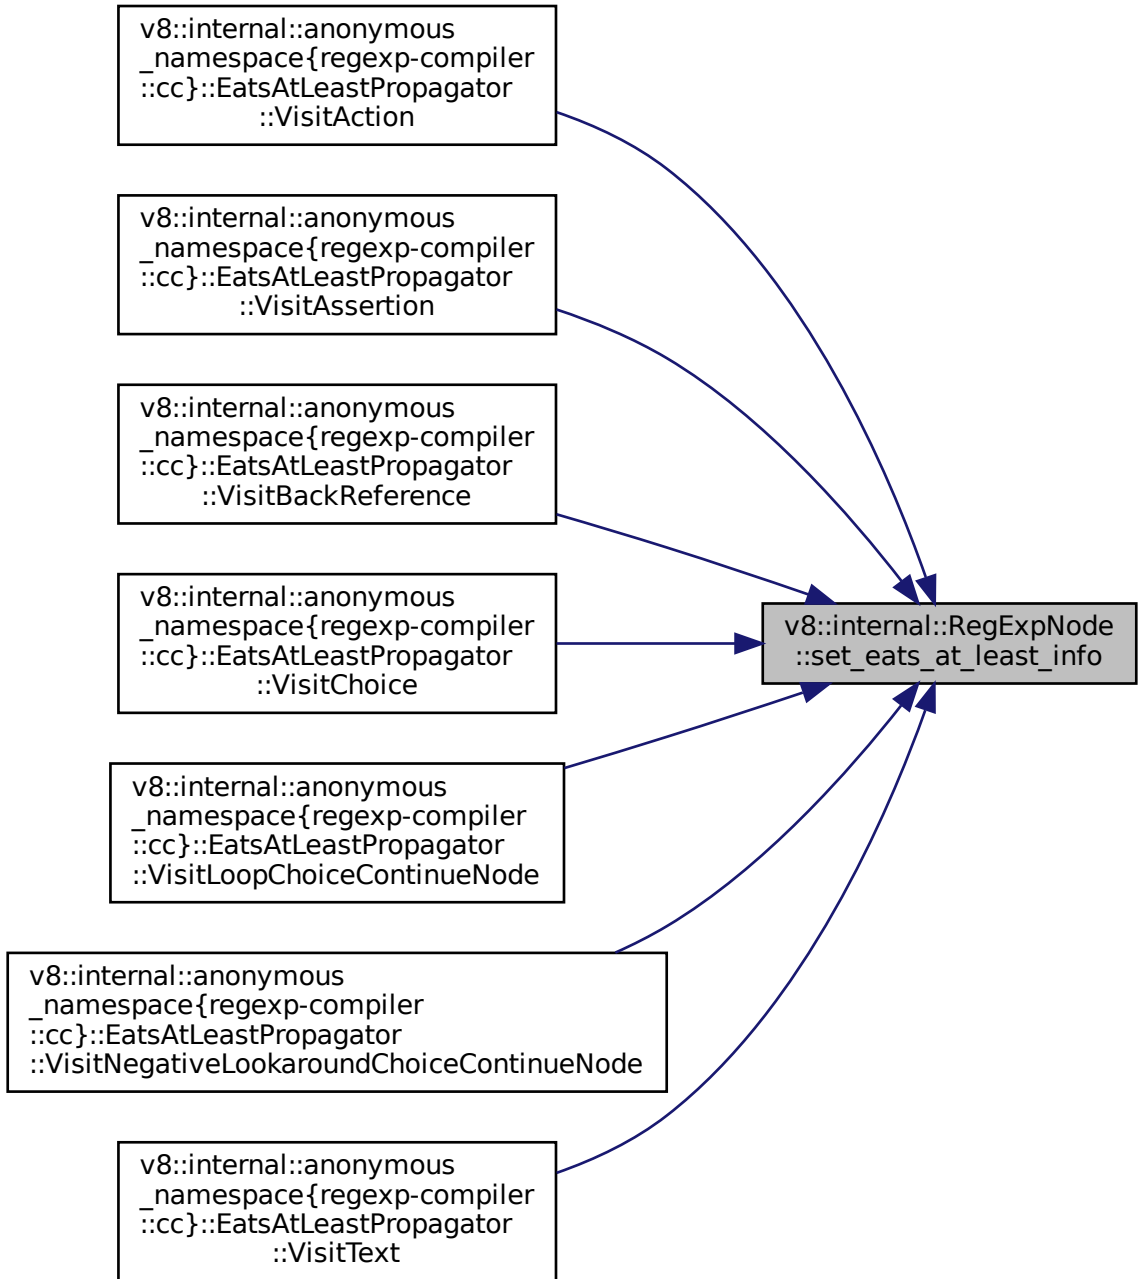 v8::internal::anonymous
_namespace{regexp-compiler
::cc}::EatsAtLeastPropagator
::VisitAction
v8::internal::anonymous
_namespace{regexp-compiler
::cc}::EatsAtLeastPropagator
::VisitAssertion
v8::internal::anonymous
_namespace{regexp-compiler
::cc}::EatsAtLeastPropagator
::VisitBackReference
v8::internal::anonymous
_namespace{regexp-compiler
::cc}::EatsAtLeastPropagator
::VisitChoice
v8::internal::RegExpNode
::set_eats_at_least_info
v8::internal::anonymous
_namespace{regexp-compiler
::cc}::EatsAtLeastPropagator
::VisitLoopChoiceContinueNode
v8::internal::anonymous
_namespace{regexp-compiler
::cc}::EatsAtLeastPropagator
::VisitNegativeLookaroundChoiceContinueNode
v8::internal::anonymous
_namespace{regexp-compiler
::cc}::EatsAtLeastPropagator
::VisitText